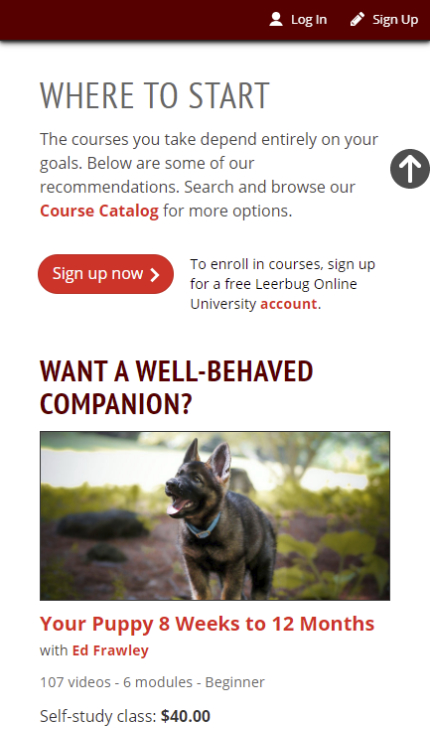 Log In Sign Up
WHERE TO START
The courses you take depend entirely on your
goals. Below are some of our
recommendations. Search and browse our
Course Catalog for more options.
Sign up now
To enroll in courses, sign up
for a free Leerbug Online
University account.
WANT A WELL-BEHAVED
COMPANION?
Your Puppy 8 Weeks to 12 Months
with Ed Frawley
107 videos - 6 modules - Beginner
Self-study class: $40.00